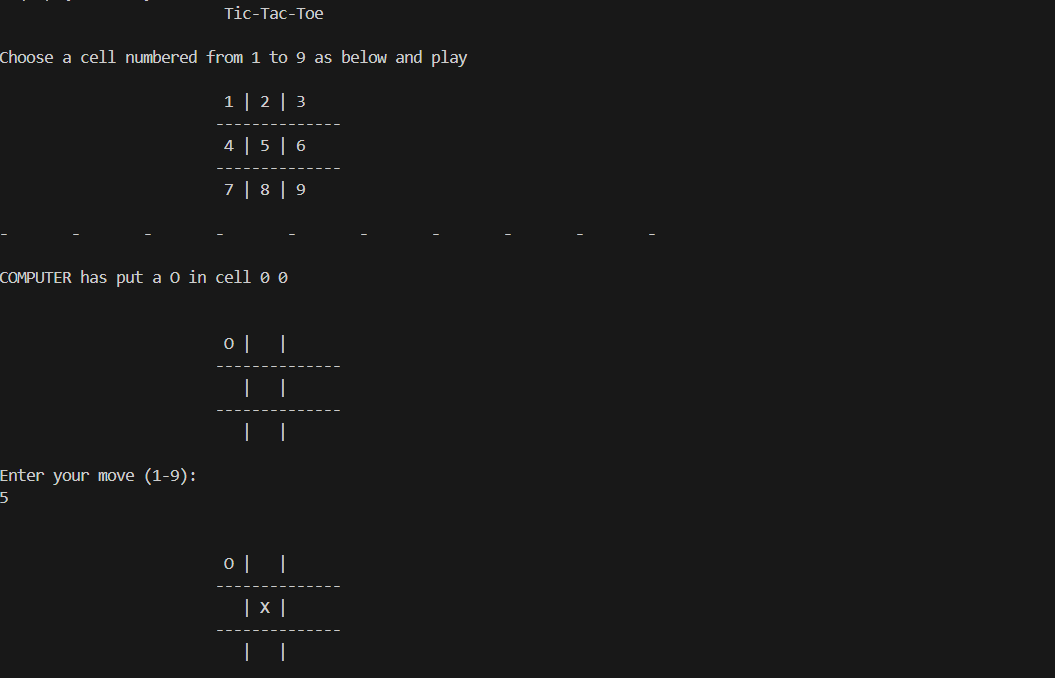 Tic-Tac-Toe
Choose a cell numbered from 1 to 9 as below and play
1 | 2 | 3
--------------
4 | 5 | 6
--------------
7 | 8 | 9
- - - - - - - - - -
COMPUTER has put a O in cell 0 0
O |   |
--------------
  |   |
--------------
  |   |
Enter your move (1-9):
5
O |   |
--------------
  | X |
--------------
  |   |